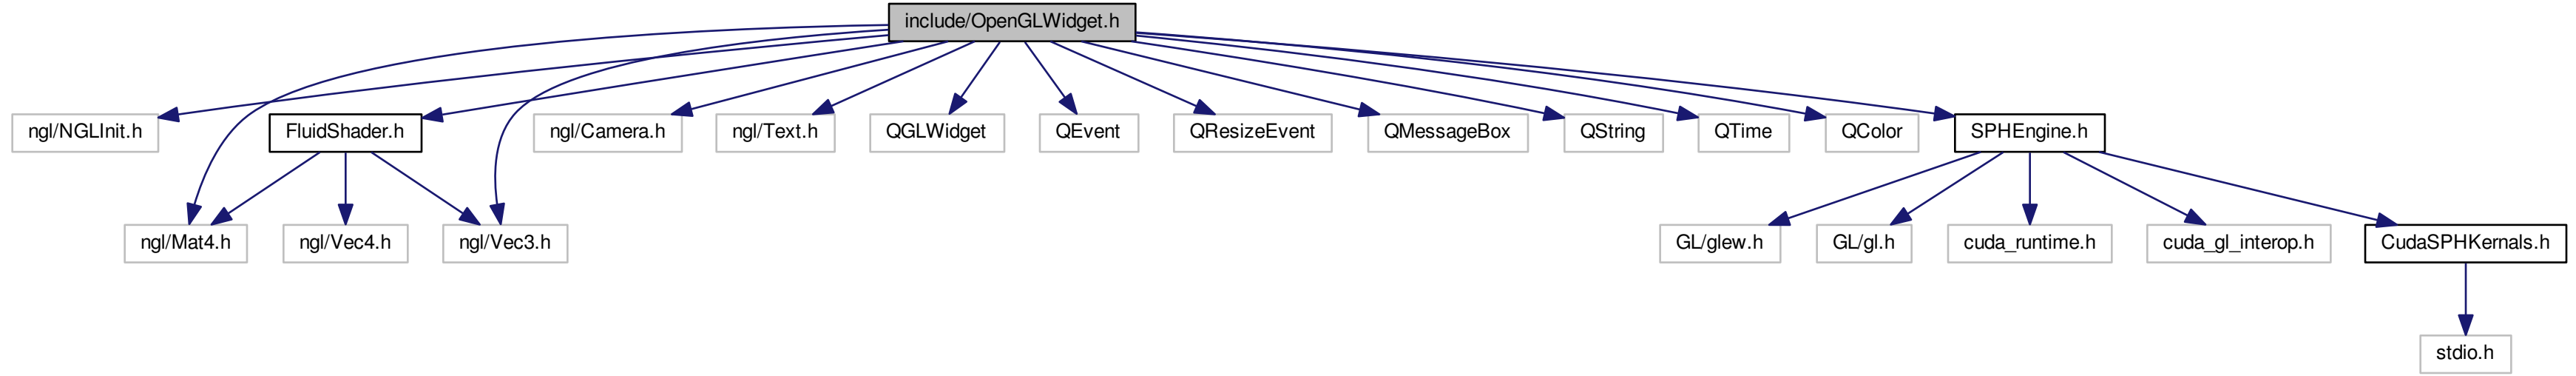 include/OpenGLWidget.h
ngl/NGLInit.h
FluidShader.h
ngl/Camera.h
ngl/Text.h
QGLWidget
QEvent
QResizeEvent
QMessageBox
QString
QTime
QColor
SPHEngine.h
ngl/Mat4.h
ngl/Vec4.h
ngl/Vec3.h
GL/glew.h
GL/gl.h
cuda_runtime.h
cuda_gl_interop.h
CudaSPHKernals.h
stdio.h